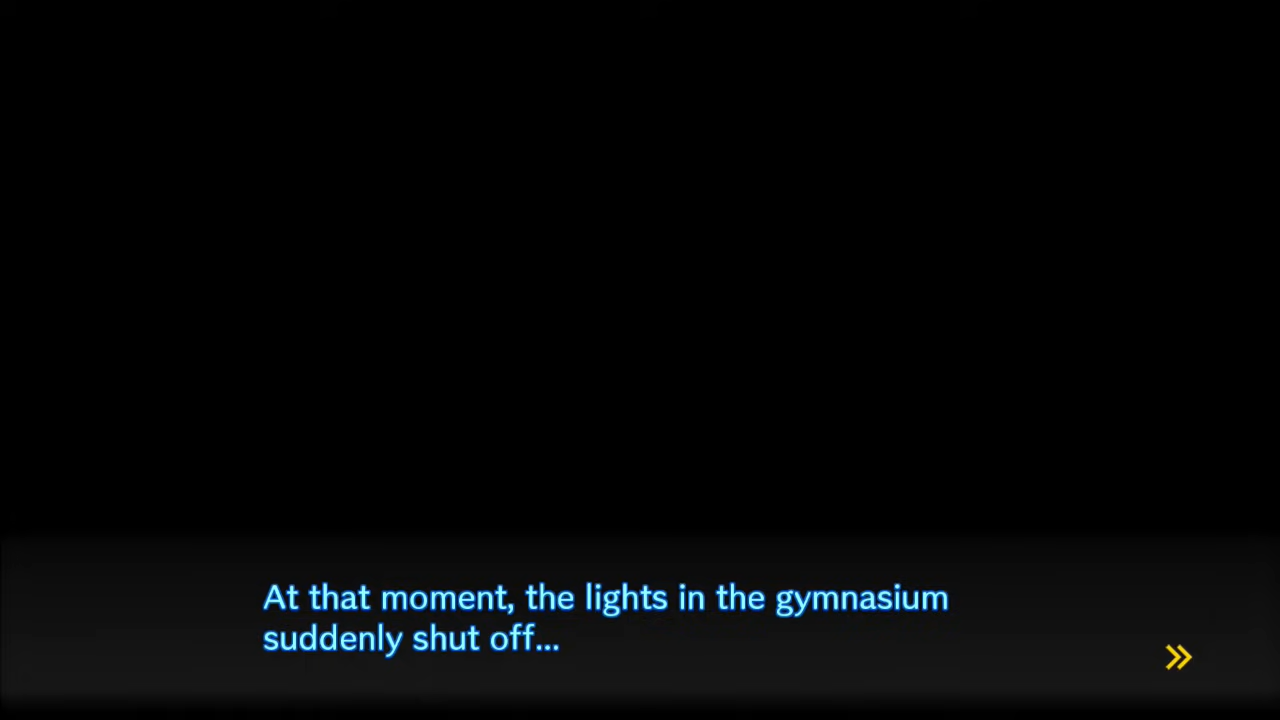 At that moment, the lights in the gymnasium
suddenly shut off...